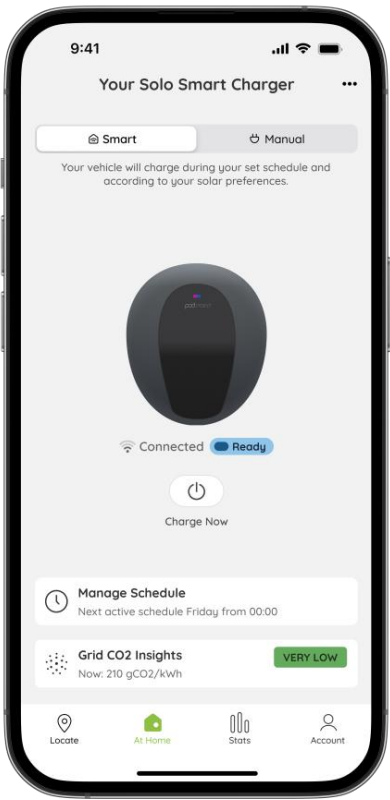 9:41
Your Solo Smart Charger
Smart
Manual
Your vehicle will charge during your set schedule and
according to your solar preferences.
Connected
Ready
Charge Now
Manage Schedule
Next active schedule Friday from 00:00
Grid CO2 Insights
VERY LOW
Now: 210 gCO2/kWh
Locate
At Home
Stats
Account